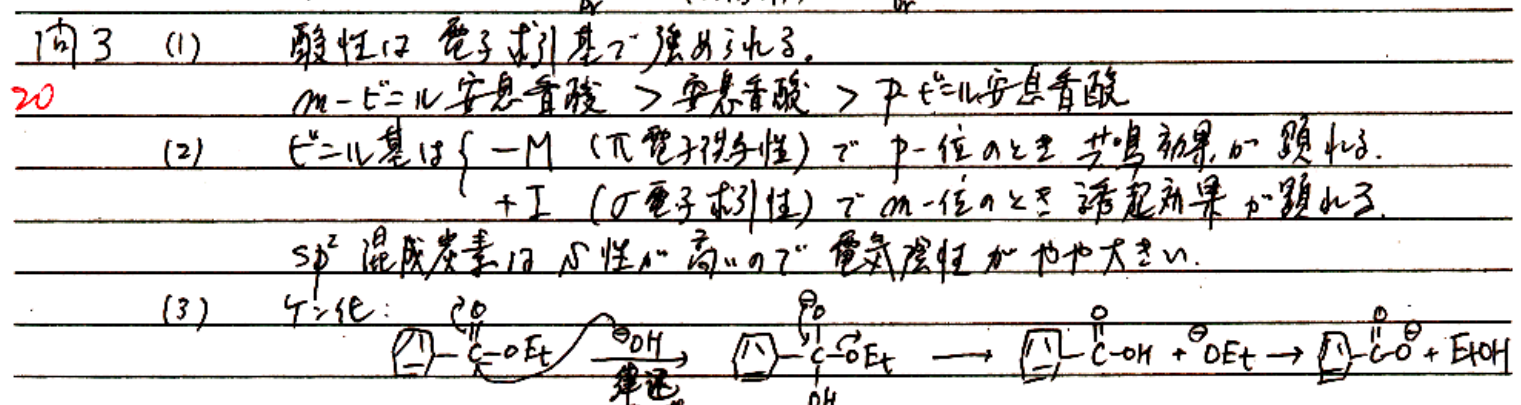 問3 (1) 酸性は 電子求引基で強められる。
20 m-ビニル安息香酸 > 安息香酸 > p-ビニル安息香酸
(2) ビニル基は { -M (π電子供与性) で p-位のとき 共鳴効果が顕れる.
+I (σ電子求引性) で m-位のとき 誘起効果が顕れる.
sp² 混成炭素は s性が高いので 電気陰性がやや大きい.
(3) ケン化:
O ⊖O O O
C-OEt ⊖OH → C-OEt → C-OH + ⊖OEt → C-O⊖ + EtOH
律速 OH